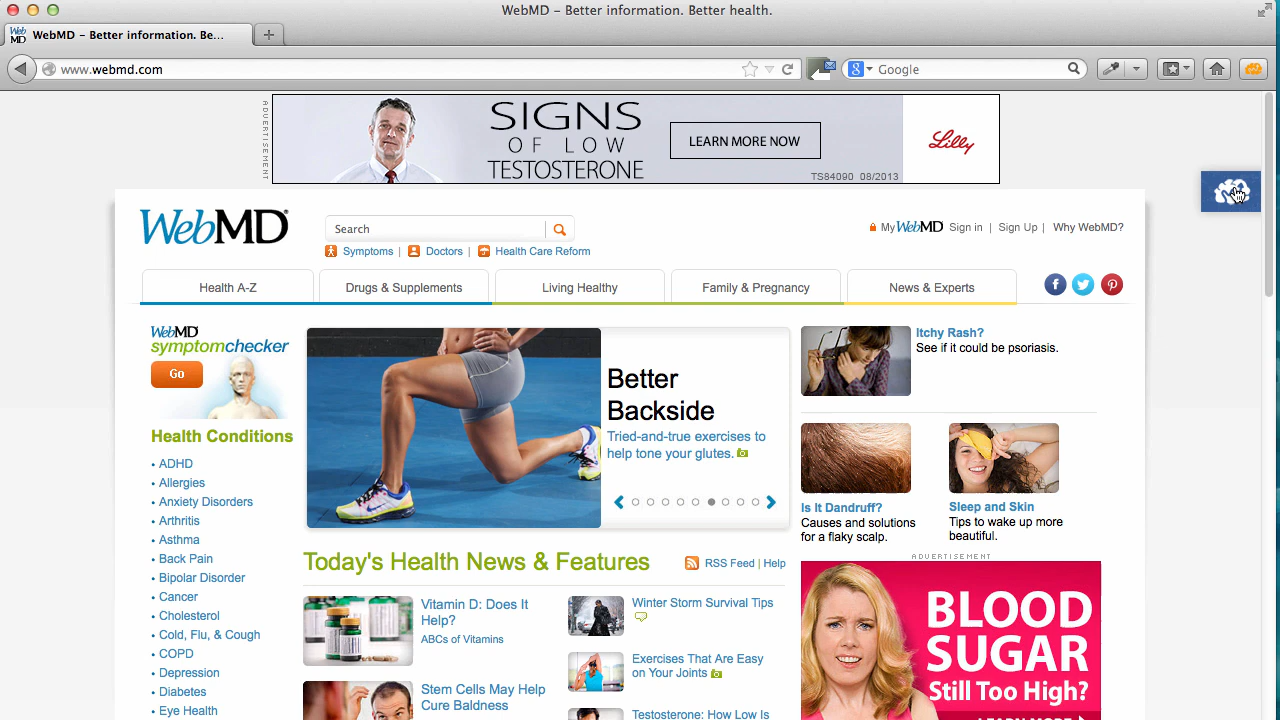 WebMD – Better information. Better health.
Web
MD
WebMD – Better information. Be...
www.webmd.com
Google
ADVERTISEMENT
SIGNS
OF LOW
TESTOSTERONE
LEARN MORE NOW
Lilly
TS84090 08/2013
WebMD
Search
Symptoms |
Doctors |
Health Care Reform
My WebMD Sign in | Sign Up | Why WebMD?
Health A-Z
Drugs & Supplements
Living Healthy
Family & Pregnancy
News & Experts
WebMD
symptomchecker
Go
Health Conditions
• ADHD
• Allergies
• Anxiety Disorders
• Arthritis
• Asthma
• Back Pain
• Bipolar Disorder
• Cancer
• Cholesterol
• Cold, Flu, & Cough
• COPD
• Depression
• Diabetes
• Eye Health
Better
Backside
Tried-and-true exercises to
help tone your glutes.
Today's Health News & Features
RSS Feed | Help
Vitamin D: Does It
Help?
ABCs of Vitamins
Stem Cells May Help
Cure Baldness
Winter Storm Survival Tips
Exercises That Are Easy
on Your Joints
Testosterone: How Low Is
Itchy Rash?
See if it could be psoriasis.
Is It Dandruff?
Causes and solutions
for a flaky scalp.
Sleep and Skin
Tips to wake up more
beautiful.
ADVERTISEMENT
BLOOD
SUGAR
Still Too High?
LEARN MORE